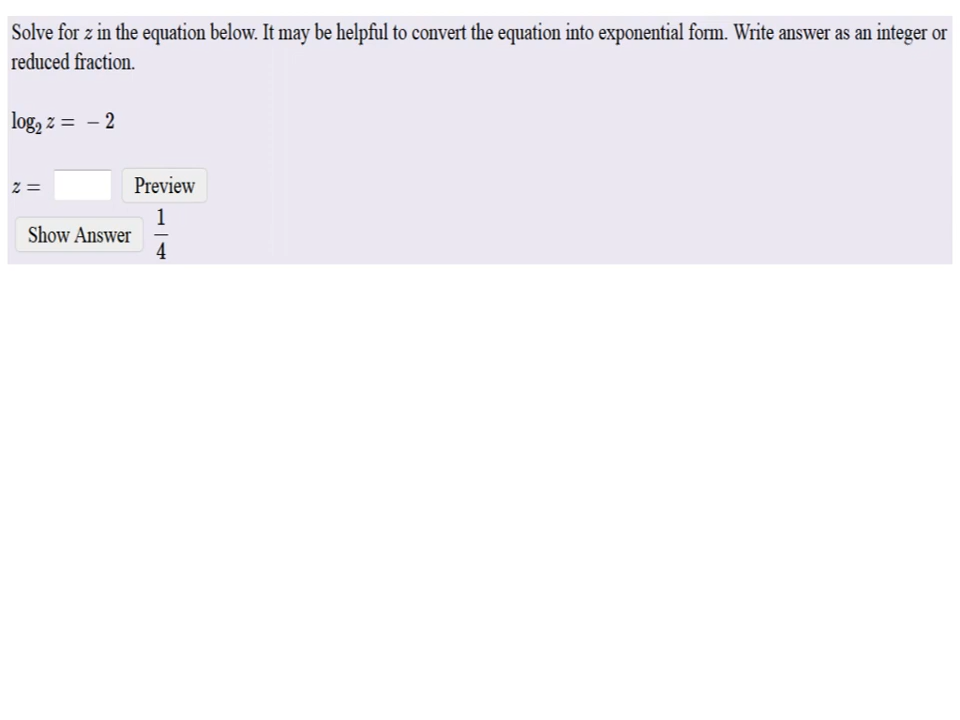 Solve for z in the equation below. It may be helpful to convert the equation into exponential form. Write answer as an integer or
reduced fraction.
log₂ z = − 2
z =
Preview
Show Answer
1
4